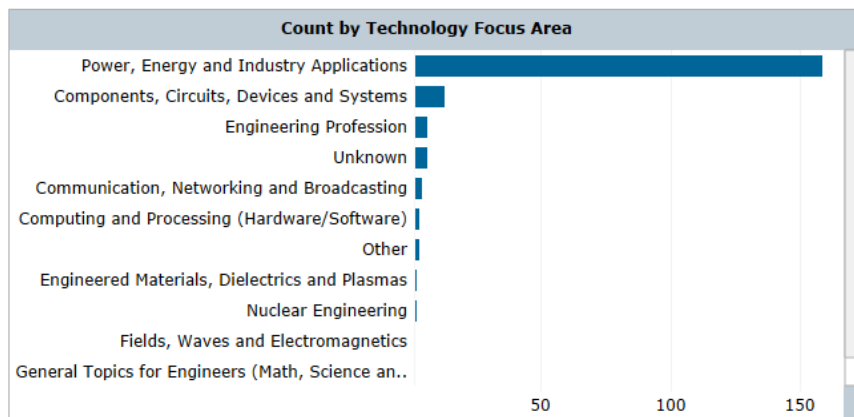 Count by Technology Focus Area
Power, Energy and Industry Applications
Components, Circuits, Devices and Systems
Engineering Profession
Unknown
Communication, Networking and Broadcasting
Computing and Processing (Hardware/Software)
Other
Engineered Materials, Dielectrics and Plasmas
Nuclear Engineering
Fields, Waves and Electromagnetics
General Topics for Engineers (Math, Science an..
50 100 150